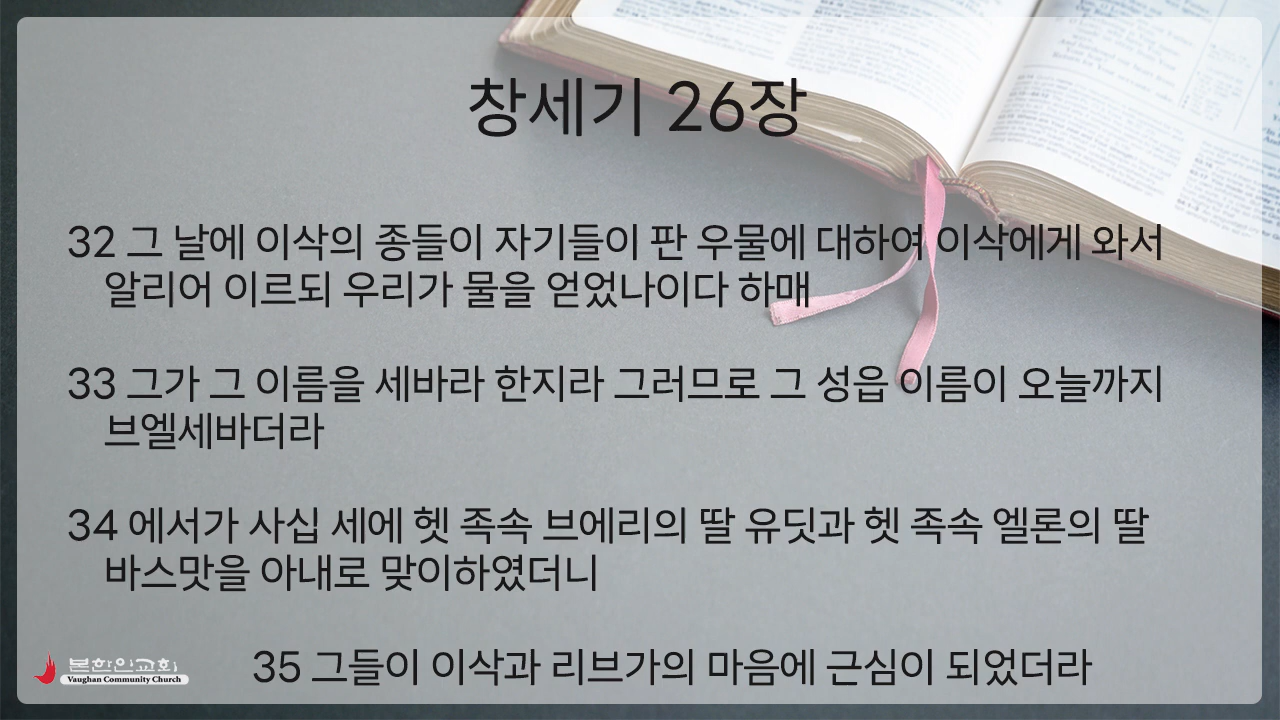 창세기 26장
32 그 날에 이삭의 종들이 자기들이 판 우물에 대하여 이삭에게 와서
알리어 이르되 우리가 물을 얻었나이다 하매
33 그가 그 이름을 세바라 한지라 그러므로 그 성읍 이름이 오늘까지
브엘세바더라
34 에서가 사십 세에 헷 족속 브에리의 딸 유딧과 헷 족속 엘론의 딸
바스맛을 아내로 맞이하였더니
35 그들이 이삭과 리브가의 마음에 근심이 되었더라
본한인교회
Vaughan Community Church